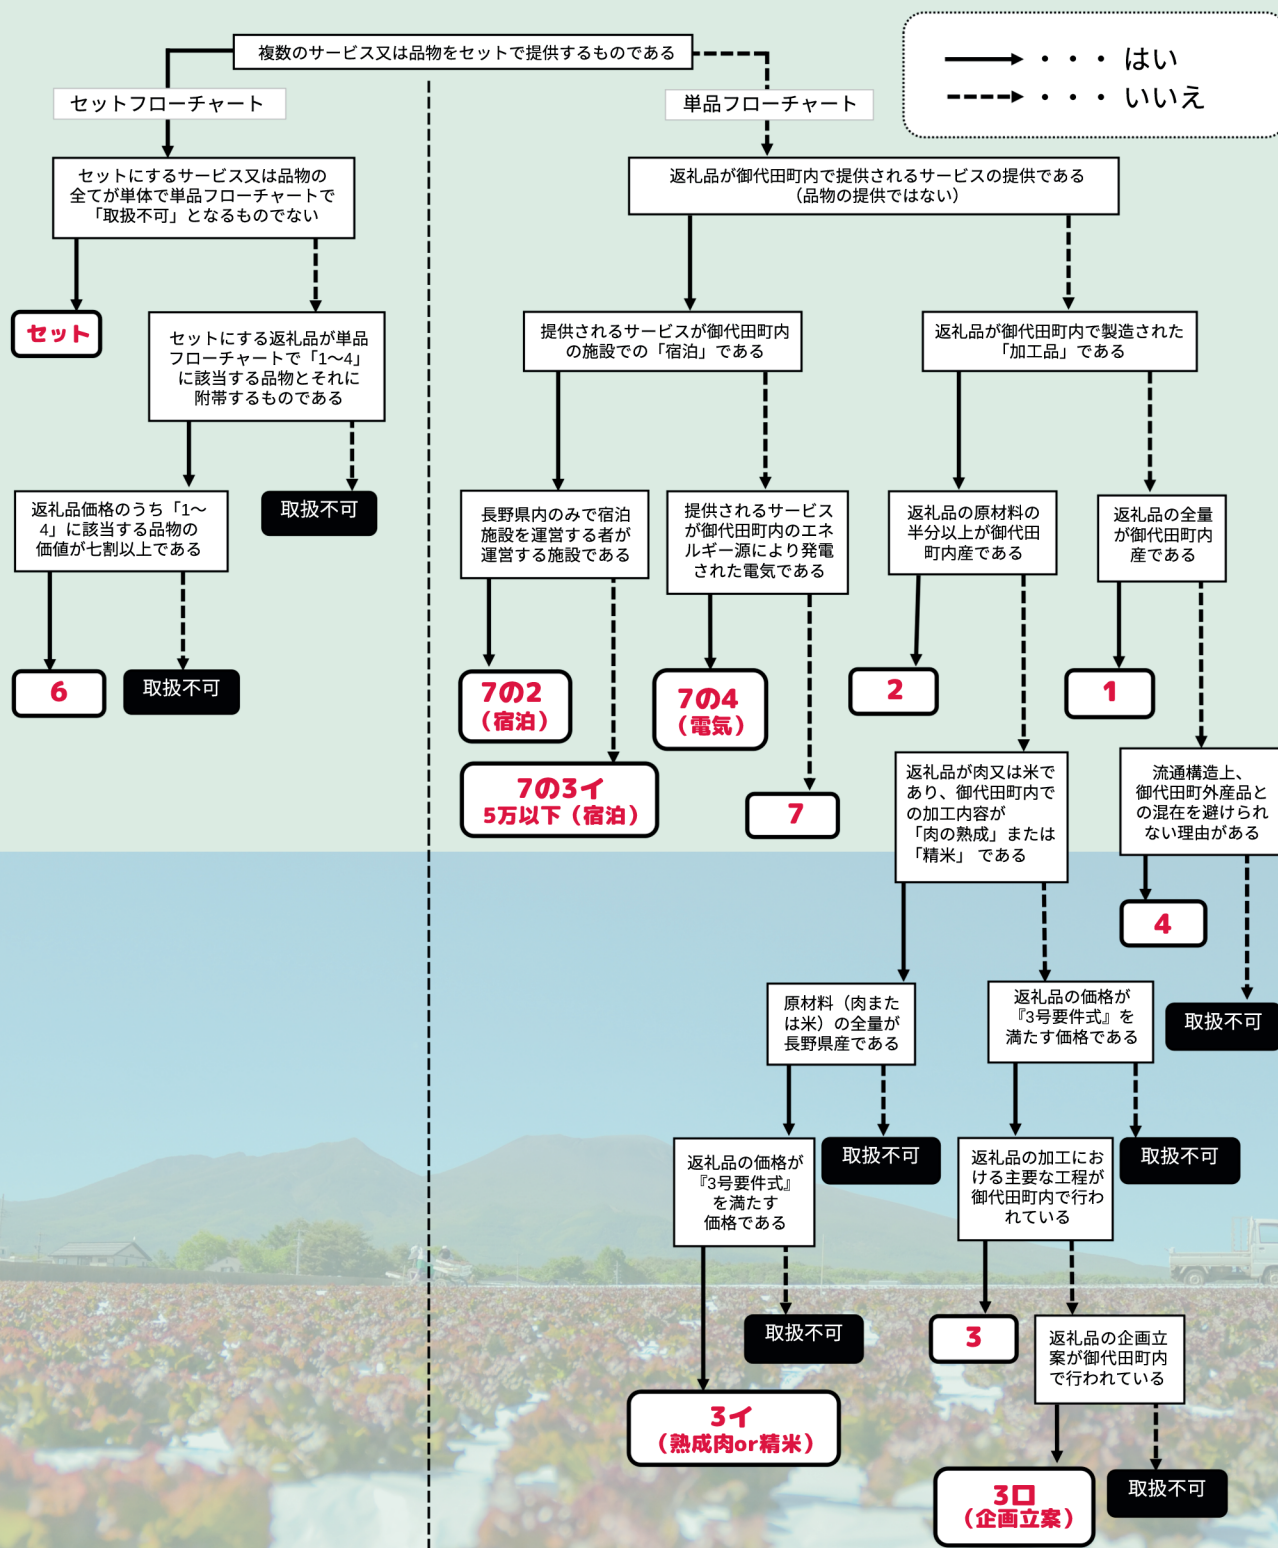 複数のサービス又は品物をセットで提供するものである
・・・ はい
・・・ いいえ
セットフローチャート
単品フローチャート
セットにするサービス又は品物の
全てが単体で単品フローチャートで
「取扱不可」となるものでない
返礼品が御代田町内で提供されるサービスの提供である
（品物の提供ではない）
セット
セットにする返礼品が単品
フローチャートで「1〜4」
に該当する品物とそれに
附帯するものである
提供されるサービスが御代田町内
の施設での「宿泊」である
返礼品が御代田町内で製造された
「加工品」である
返礼品価格のうち「1〜
4」に該当する品物の
価値が七割以上である
取扱不可
長野県内のみで宿泊
施設を運営する者が
運営する施設である
提供されるサービス
が御代田町内のエネ
ルギー源により発電
された電気である
返礼品の原材料の
半分以上が御代田
町内産である
返礼品の全量
が御代田町内
産である
6
取扱不可
7の2
（宿泊）
7の4
（電気）
2
1
7の3イ
5万以下（宿泊）
7
返礼品が肉又は米で
あり、御代田町内で
の加工内容が
「肉の熟成」または
「精米」 である
流通構造上、
御代田町外産品と
の混在を避けられ
ない理由がある
4
原材料（肉また
は米）の全量が
長野県産である
返礼品の価格が
『3号要件式』を
満たす価格である
取扱不可
返礼品の価格が
『3号要件式』
を満たす
価格である
取扱不可
返礼品の加工にお
ける主要な工程が
御代田町内で行わ
れている
取扱不可
取扱不可
3
返礼品の企画立
案が御代田町内
で行われている
3イ
（熟成肉or精米）
3ロ
（企画立案）
取扱不可